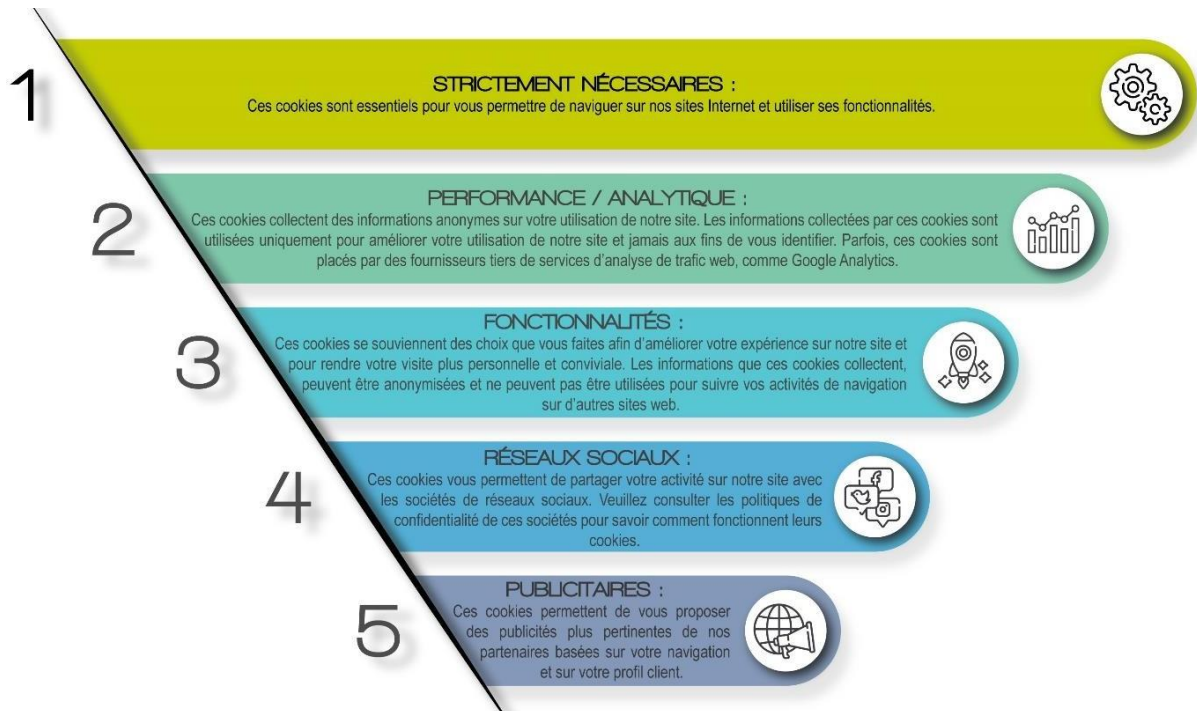 1
STRICTEMENT NÉCESSAIRES :
Ces cookies sont essentiels pour vous permettre de naviguer sur nos sites Internet et utiliser ses fonctionnalités.
2
PERFORMANCE / ANALYTIQUE :
Ces cookies collectent des informations anonymes sur votre utilisation de notre site. Les informations collectées par ces cookies sont
utilisées uniquement pour améliorer votre utilisation de notre site et jamais aux fins de vous identifier. Parfois, ces cookies sont
placés par des fournisseurs tiers de services d'analyse de trafic web, comme Google Analytics.
3
FONCTIONNALITÉS :
Ces cookies se souviennent des choix que vous faites afin d'améliorer votre expérience sur notre site et
pour rendre votre visite plus personnelle et conviviale. Les informations que ces cookies collectent,
peuvent être anonymisées et ne peuvent pas être utilisées pour suivre vos activités de navigation
sur d'autres sites web.
4
RÉSEAUX SOCIAUX :
Ces cookies vous permettent de partager votre activité sur notre site avec
les sociétés de réseaux sociaux. Veuillez consulter les politiques de
confidentialité de ces sociétés pour savoir comment fonctionnent leurs
cookies.
5
PUBLICITAIRES :
Ces cookies permettent de vous proposer
des publicités plus pertinentes de nos
partenaires basées sur votre navigation
et sur votre profil client.